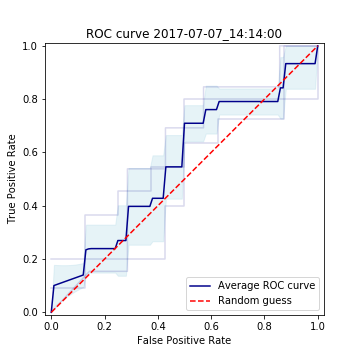 ROC curve 2017-07-07_14:14:00
1.0
0.8
0.6
0.4
0.2
0.0
True Positive Rate
Average ROC curve
Random guess
0.0 0.2 0.4 0.6 0.8 1.0
False Positive Rate